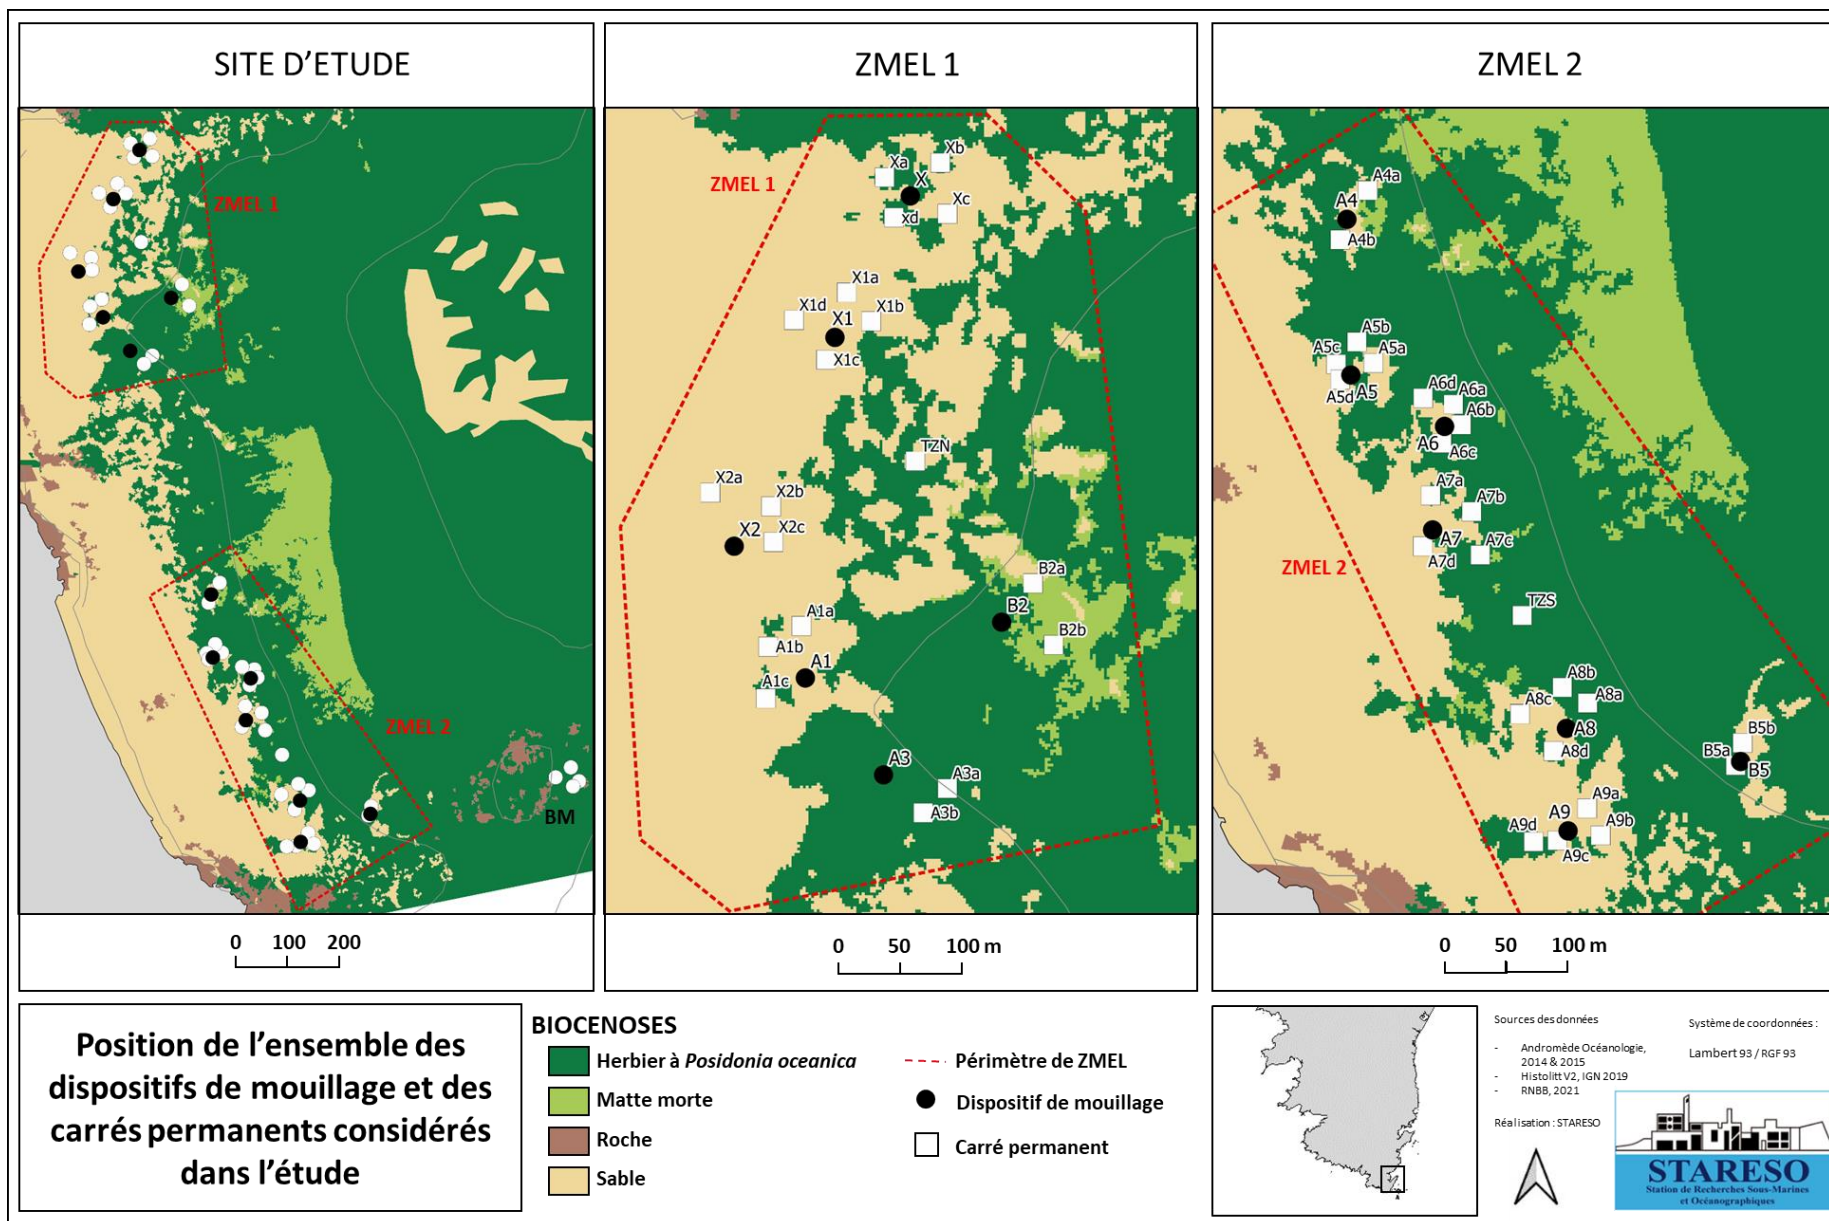 SITE D'ETUDE
ZMEL 1
ZMEL 2
BM
0 100 200
ZMEL 1
ZMEL 1
Xa
Xb
X
Xc
xd
X1a
X1d
X1b
X1
X1c
TZN
X2a
X2b
X2
X2c
B2a
B2
B2b
A1a
A1b
A1
A1c
A3
A3a
A3b
0 50 100 m
ZMEL 2
A4a
A4
A4b
A5b
A5c
A5a
A5d
A5
A6d
A6a
A6b
A6
A6c
A7a
A7b
A7
A7c
A7d
ZMEL 2
TZS
A8b
A8a
A8c
A8
A8d
B5b
B5a
B5
A9a
A9
A9b
A9d
A9c
0 50 100 m
Position de l'ensemble des
dispositifs de mouillage et des
carrés permanents considérés
dans l'étude
BIOCENOSES
Herbier à Posidonia oceanica
Matte morte
Roche
Sable
Périmètre de ZMEL
Dispositif de mouillage
Carré permanent
Sources des données
- Andromède Océanologie,
2014 & 2015
- Histolitt V2, IGN 2019
- RNBB, 2021
Réalisation : STARESO
Système de coordonnées :
Lambert 93 / RGF 93
STARESO
Station de Recherches Sous-Marines
et Océanographiques